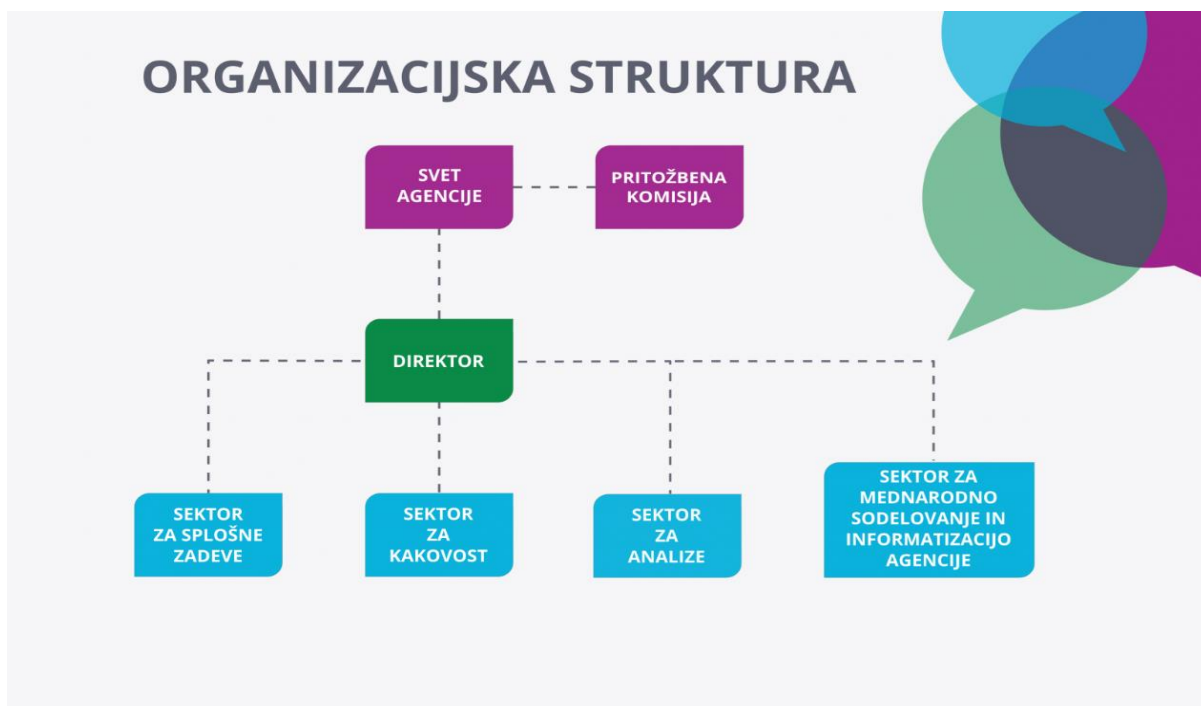 ORGANIZACIJSKA STRUKTURA
SVET
AGENCIJE
PRITOŽBENA
KOMISIJA
DIREKTOR
SEKTOR
ZA SPLOŠNE
ZADEVE
SEKTOR
ZA
KAKOVOST
SEKTOR
ZA
ANALIZE
SEKTOR ZA
MEDNARODNO
SODELOVANJE IN
INFORMATIZACIJO
AGENCIJE